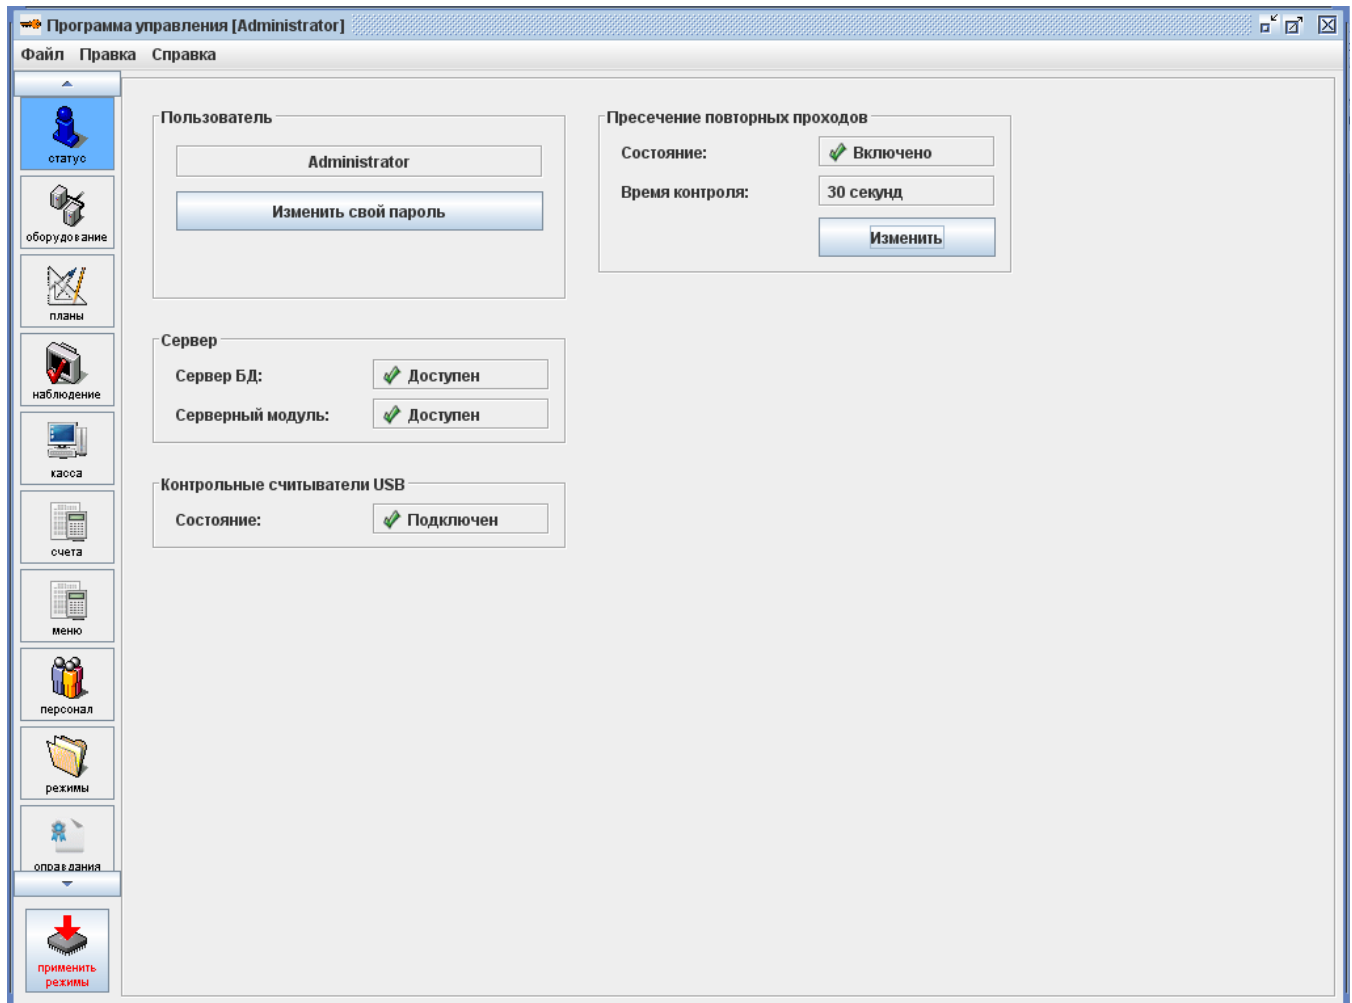 Программа управления [Administrator]
Файл Правка Справка
статус
оборудование
планы
наблюдение
касса
счета
меню
персонал
режимы
оправдания
применить
режимы
Пользователь
Administrator
Изменить свой пароль
Сервер
Сервер БД: Доступен
Серверный модуль: Доступен
Контрольные считыватели USB
Состояние: Подключен
Пресечение повторных проходов
Состояние: Включено
Время контроля: 30 секунд
Изменить